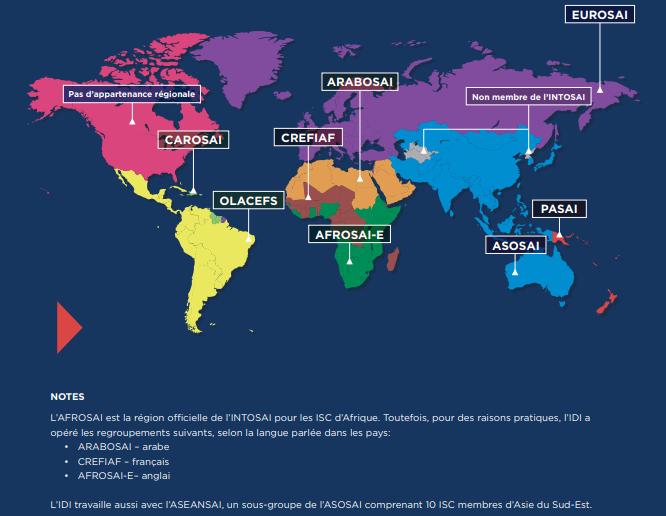 EUROSAI
ARABOSAI
Pas d'appartenance régionale
Non membre de l'INTOSAI
CAROSAI
CREFIAF
OLACEFS
PASAI
AFROSAI-E
ASOSAI
NOTES
L'AFROSAI est la région officielle de l'INTOSAI pour les ISC d'Afrique. Toutefois, pour des raisons pratiques, l'IDI a
opéré les regroupements suivants, selon la langue parlée dans les pays:
• ARABOSAI – arabe
• CREFIAF – français
• AFROSAI-E– anglai
L'IDI travaille aussi avec l'ASEANSAI, un sous-groupe de l'ASOSAI comprenant 10 ISC membres d'Asie du Sud-Est.